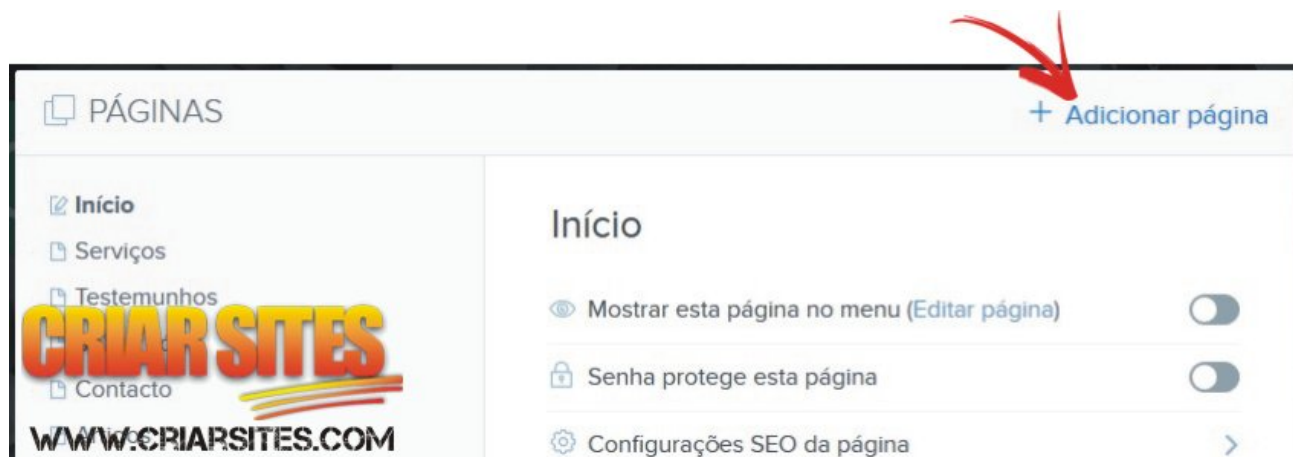 PÁGINAS
+ Adicionar página
Início
Serviços
Testemunhos
Contacto
Início
Mostrar esta página no menu (Editar página)
Senha protege esta página
Configurações SEO da página
CRIAR SITES
WWW.CRIARSITES.COM